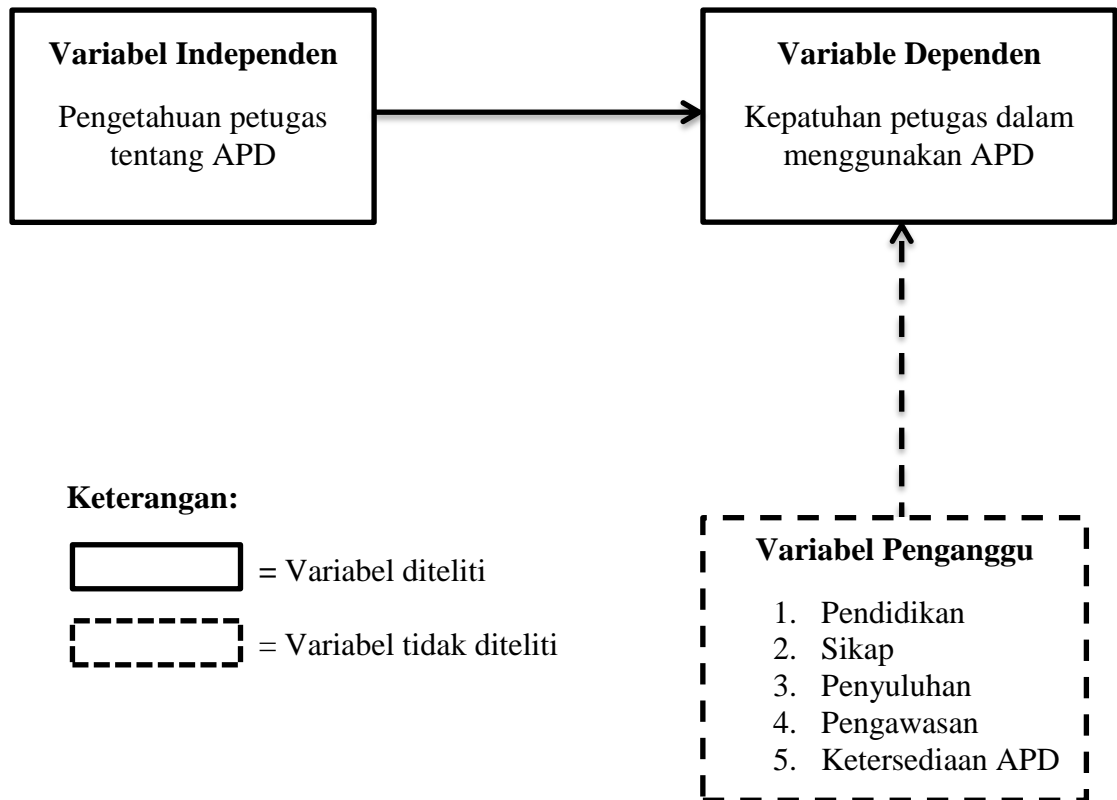 Variabel Independen
Pengetahuan petugas
tentang APD
Variable Dependen
Kepatuhan petugas dalam
menggunakan APD
Keterangan:
= Variabel diteliti
= Variabel tidak diteliti
Variabel Penganggu
1. Pendidikan
2. Sikap
3. Penyuluhan
4. Pengawasan
5. Ketersediaan APD